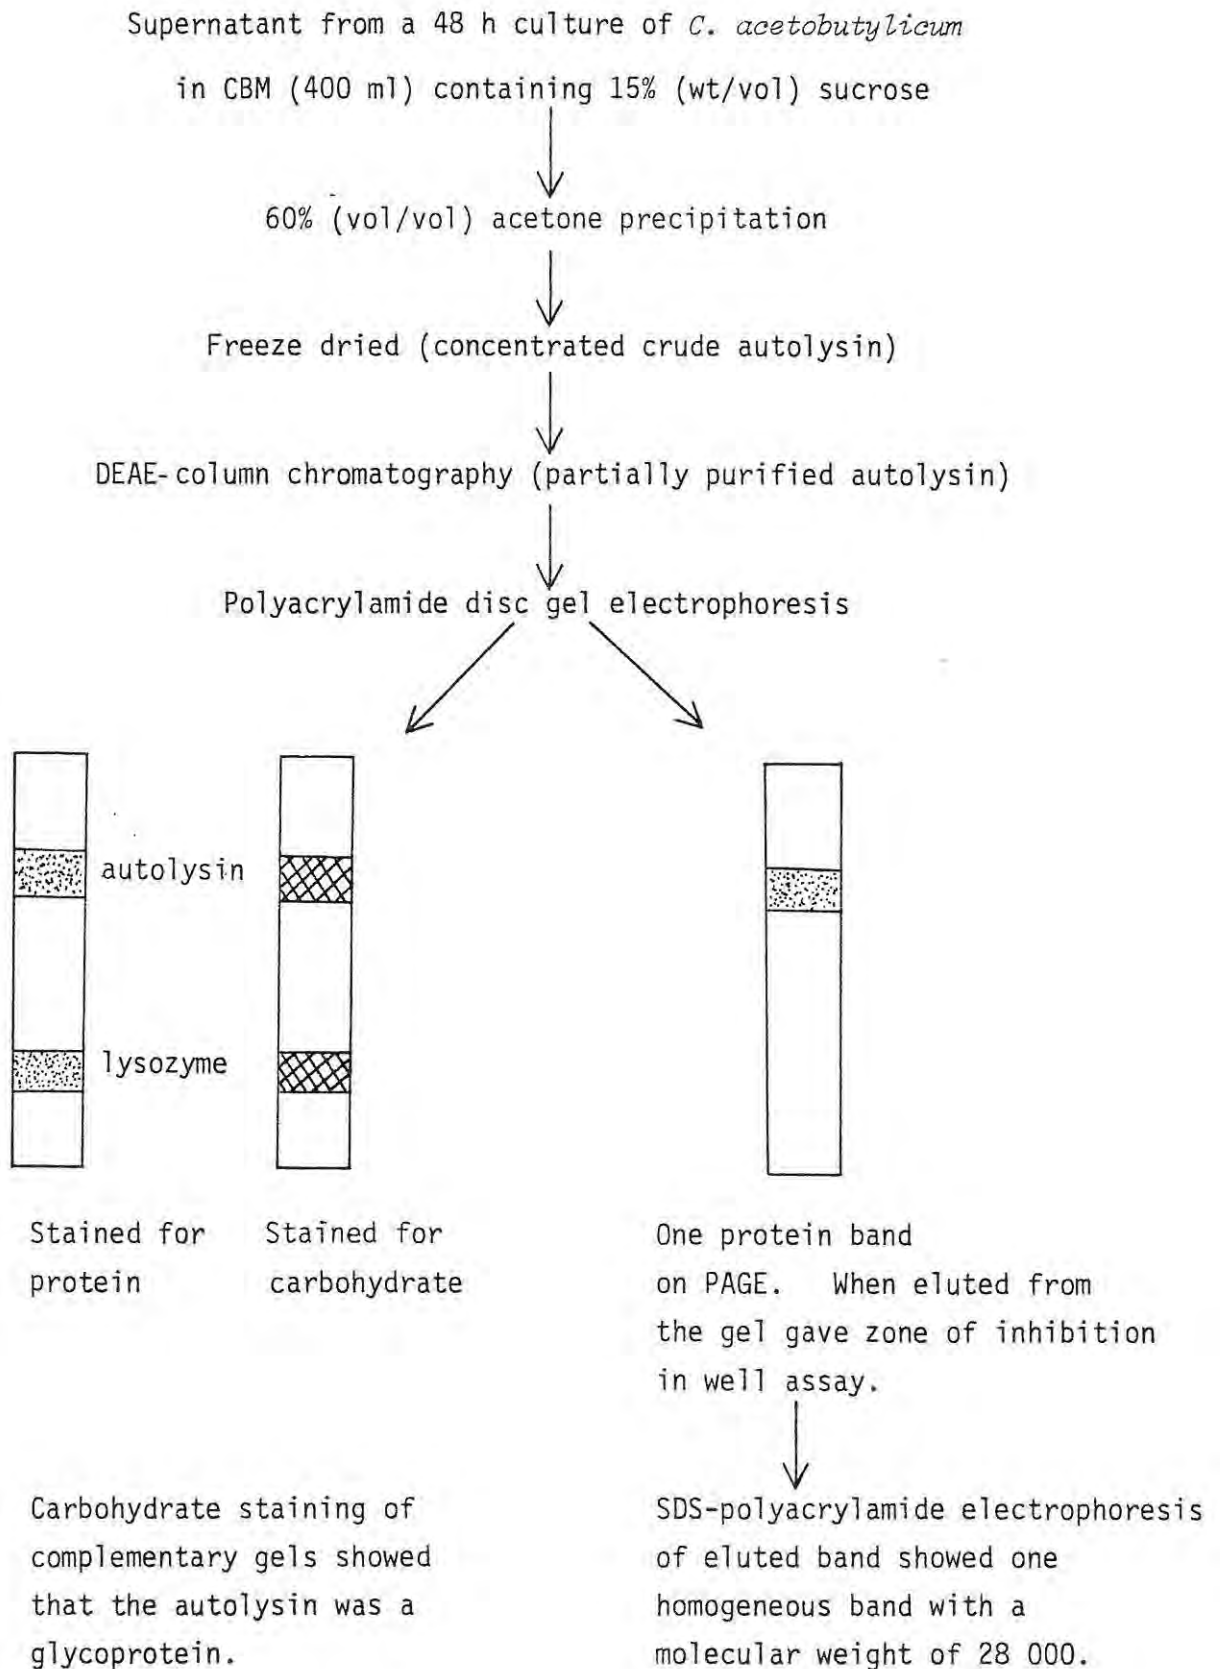 Supernatant from a 48 h culture of C. acetobutylicum
in CBM (400 ml) containing 15% (wt/vol) sucrose
60% (vol/vol) acetone precipitation
Freeze dried (concentrated crude autolysin)
DEAE-column chromatography (partially purified autolysin)
Polyacrylamide disc gel electrophoresis
autolysin
lysozyme
Stained for
protein
Stained for
carbohydrate
One protein band
on PAGE. When eluted from
the gel gave zone of inhibition
in well assay.
Carbohydrate staining of
complementary gels showed
that the autolysin was a
glycoprotein.
SDS-polyacrylamide electrophoresis
of eluted band showed one
homogeneous band with a
molecular weight of 28 000.